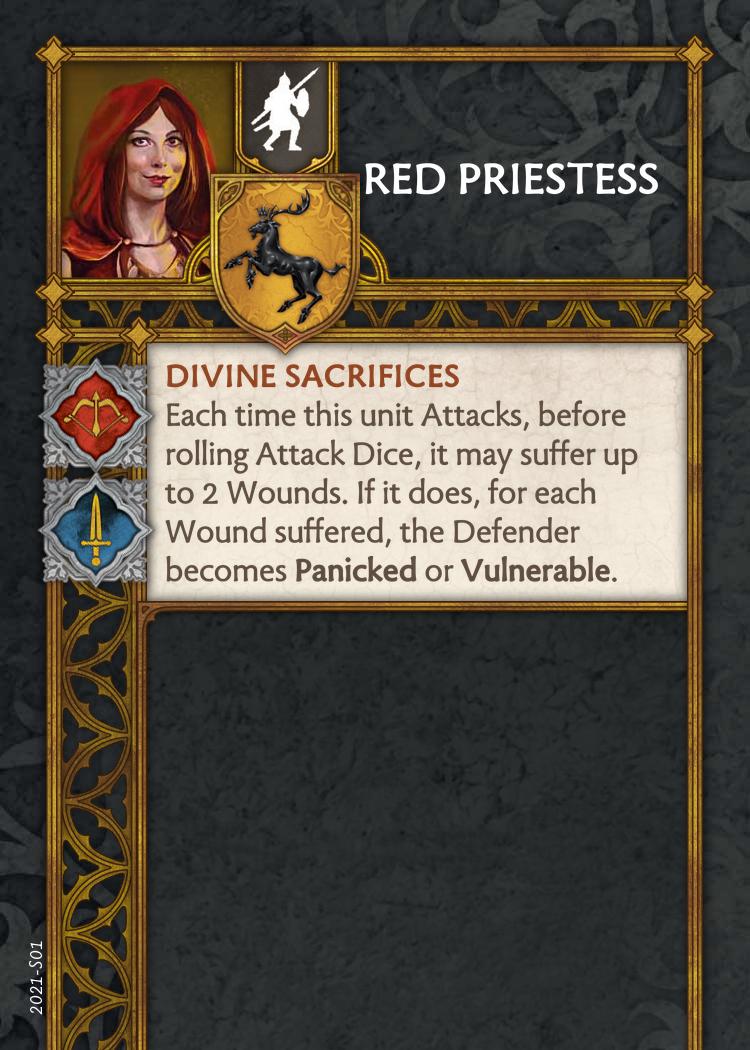 RED PRIESTESS
DIVINE SACRIFICES
Each time this unit Attacks, before
rolling Attack Dice, it may suffer up
to 2 Wounds. If it does, for each
Wound suffered, the Defender
becomes Panicked or Vulnerable.
2021-S01